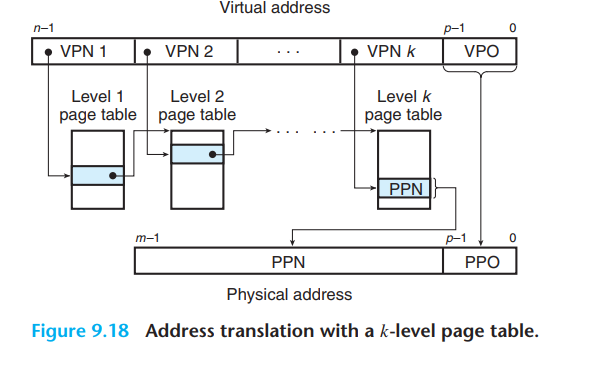 Virtual address
n–1 p–1 0
VPN 1 VPN 2 · · · VPN k VPO
Level 1 Level 2 Level k
page table page table page table
. . . . . .
PPN
m–1 p–1 0
PPN PPO
Physical address
Figure 9.18 Address translation with a k-level page table.